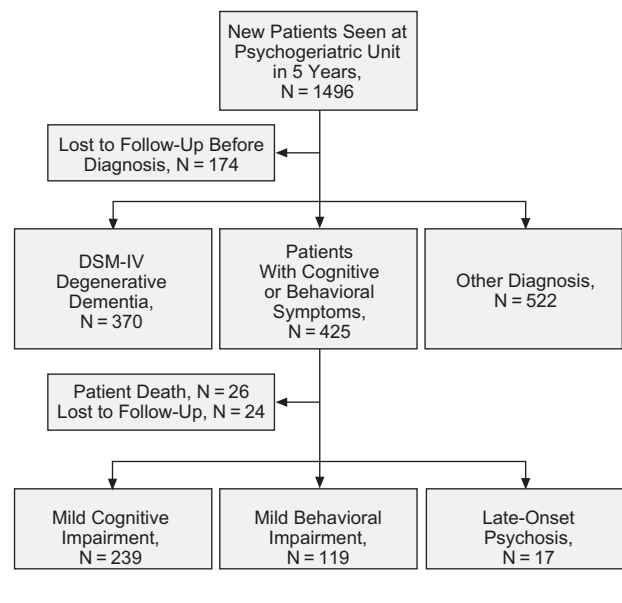 New Patients Seen at
Psychogeriatric Unit
in 5 Years,
N = 1496
Lost to Follow-Up Before
Diagnosis, N = 174
DSM-IV
Degenerative
Dementia,
N = 370
Patients
With Cognitive
or Behavioral
Symptoms,
N = 425
Other Diagnosis,
N = 522
Patient Death, N = 26
Lost to Follow-Up, N = 24
Mild Cognitive
Impairment,
N = 239
Mild Behavioral
Impairment,
N = 119
Late-Onset
Psychosis,
N = 17